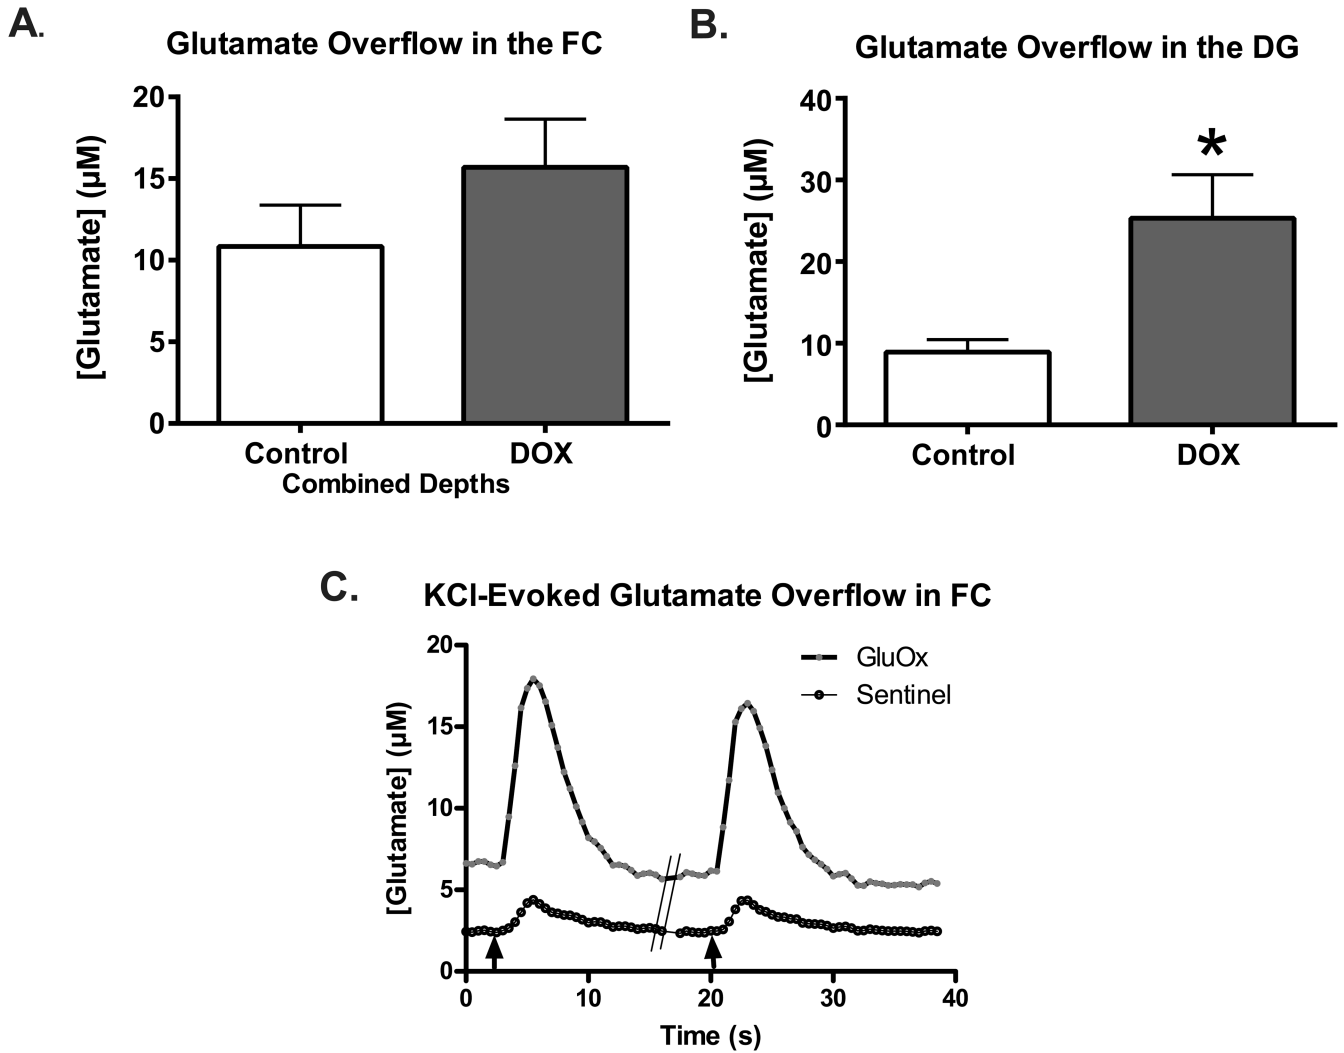 A.
Glutamate Overflow in the FC
[Glutamate] (µM)
20
15
10
5
0
Control
DOX
Combined Depths
B.
Glutamate Overflow in the DG
[Glutamate] (µM)
40
30
20
10
0
*
Control
DOX
C.
KCl-Evoked Glutamate Overflow in FC
[Glutamate] (µM)
20
15
10
5
0
GluOx
Sentinel
0
10
20
30
40
Time (s)